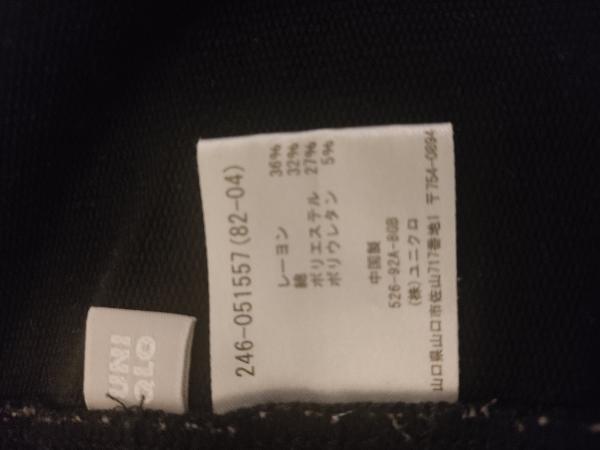 246-051557(82-04)
レーヨン 36%
綿 32%
ポリエステル 27%
ポリウレタン 5%
中国製
526-92A-8GB
(株)ユニクロ
山口県山口市佐山717番地1 〒754-0894
UNI
QLO